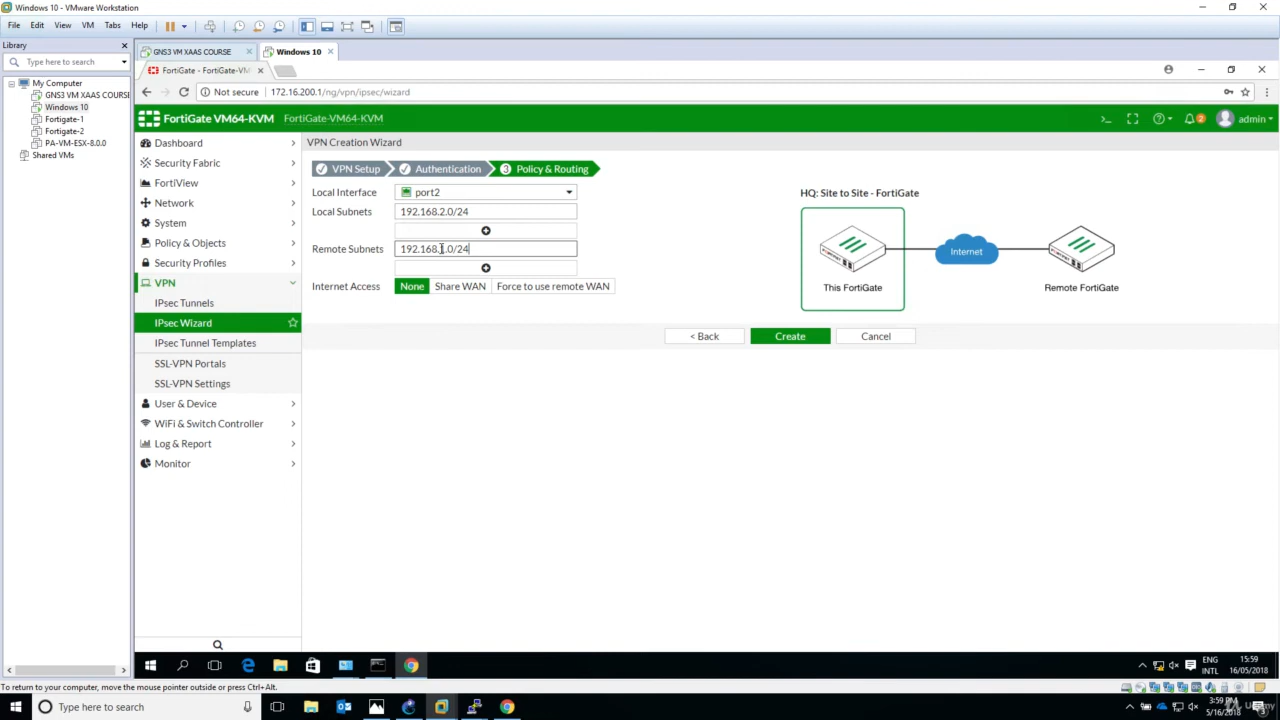 Windows 10 - VMware Workstation
File Edit View VM Tabs Help
Library
Type here to search
My Computer
GNS3 VM XAAS COURSE
Windows 10
Fortigate-1
Fortigate-2
PA-VM-ESX-8.0.0
Shared VMs
GNS3 VM XAAS COURSE
Windows 10
FortiGate - FortiGate-VM
Not secure 172.16.200.1/ng/vpn/ipsec/wizard
FortiGate VM64-KVM FortiGate-VM64-KVM
2 admin
Dashboard
Security Fabric
FortiView
Network
System
Policy & Objects
Security Profiles
VPN
IPsec Tunnels
IPsec Wizard
IPsec Tunnel Templates
SSL-VPN Portals
SSL-VPN Settings
User & Device
WiFi & Switch Controller
Log & Report
Monitor
VPN Creation Wizard
VPN Setup Authentication 3 Policy & Routing
Local Interface port2
Local Subnets 192.168.2.0/24
Remote Subnets
Internet Access None Share WAN Force to use remote WAN
HQ: Site to Site - FortiGate
Internet
This FortiGate Remote FortiGate
< Back Create Cancel
ENG 15:59
INTL 16/05/2018
To return to your computer, move the mouse pointer outside or press Ctrl+Alt.
Type here to search
3:59 PM
5/16/2018
Udemy